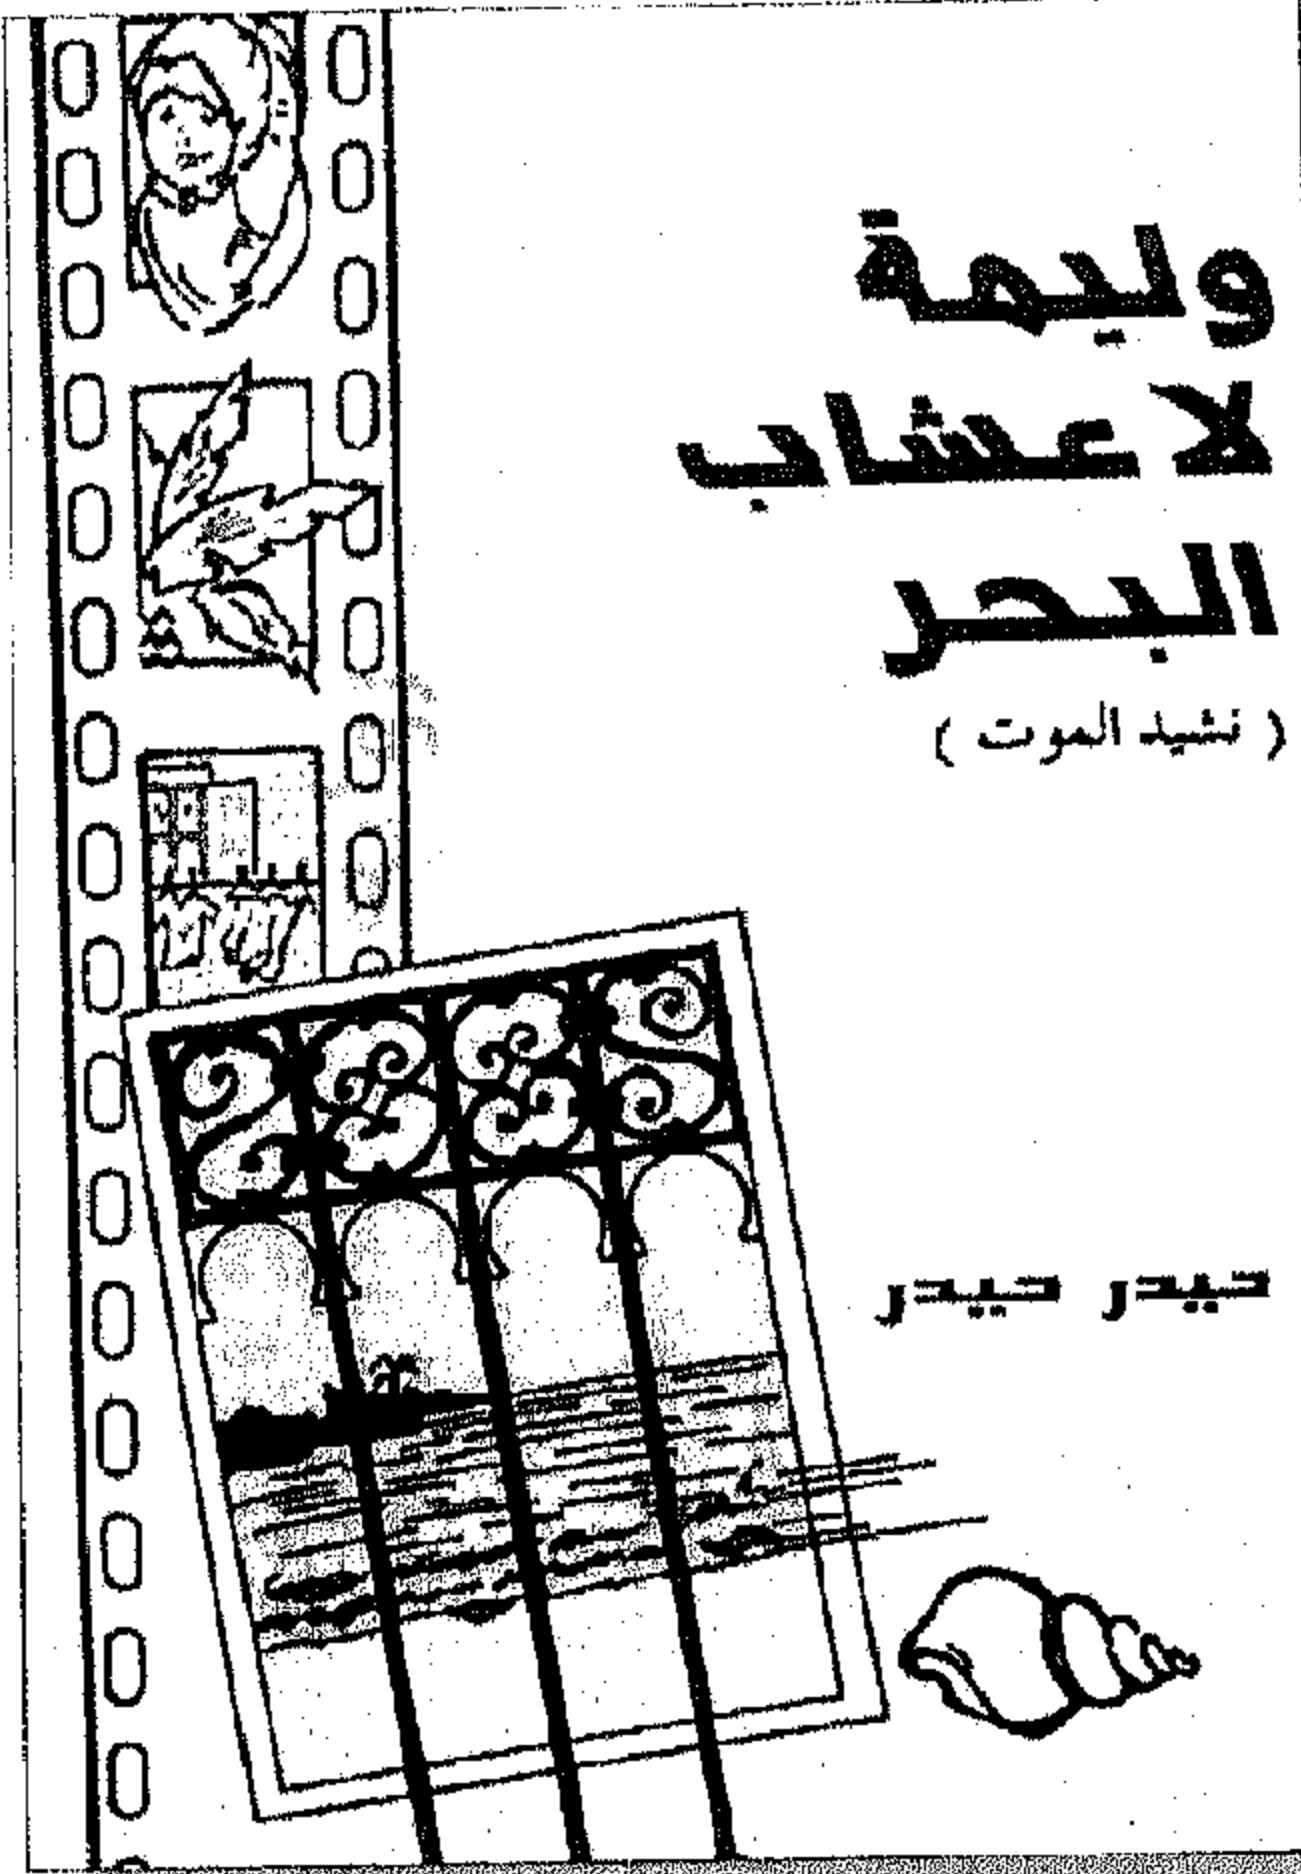 وليمة
لاعشاب
البحر
( نشيد الموت )
حيدر حيدر